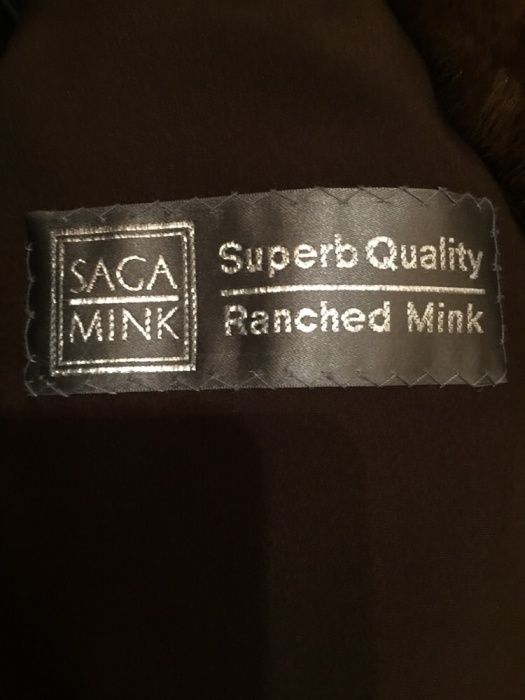 SAGA
MINK
Superb Quality
Ranched Mink